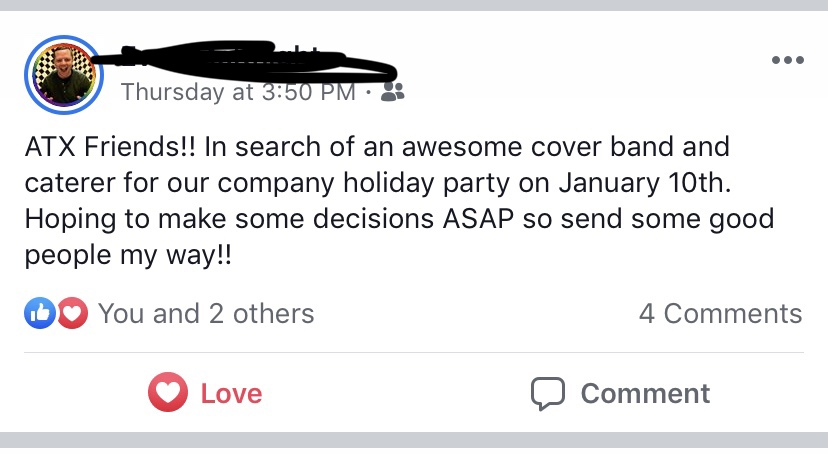 Thursday at 3:50 PM ·
ATX Friends!! In search of an awesome cover band and
caterer for our company holiday party on January 10th.
Hoping to make some decisions ASAP so send some good
people my way!!
You and 2 others
4 Comments
Love
Comment